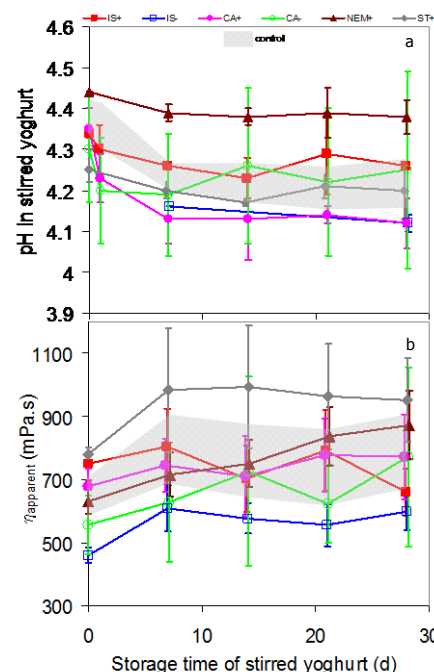 IS+ IS- CA+ CA- NEM+ ST+
control
a
4.6
4.5
4.4
4.3
4.2
4.1
4
3.9
pH in stirred yoghurt
b
1100
900
700
500
300
ηapparent (mPa.s)
0 10 20 30
Storage time of stirred yoghurt (d)